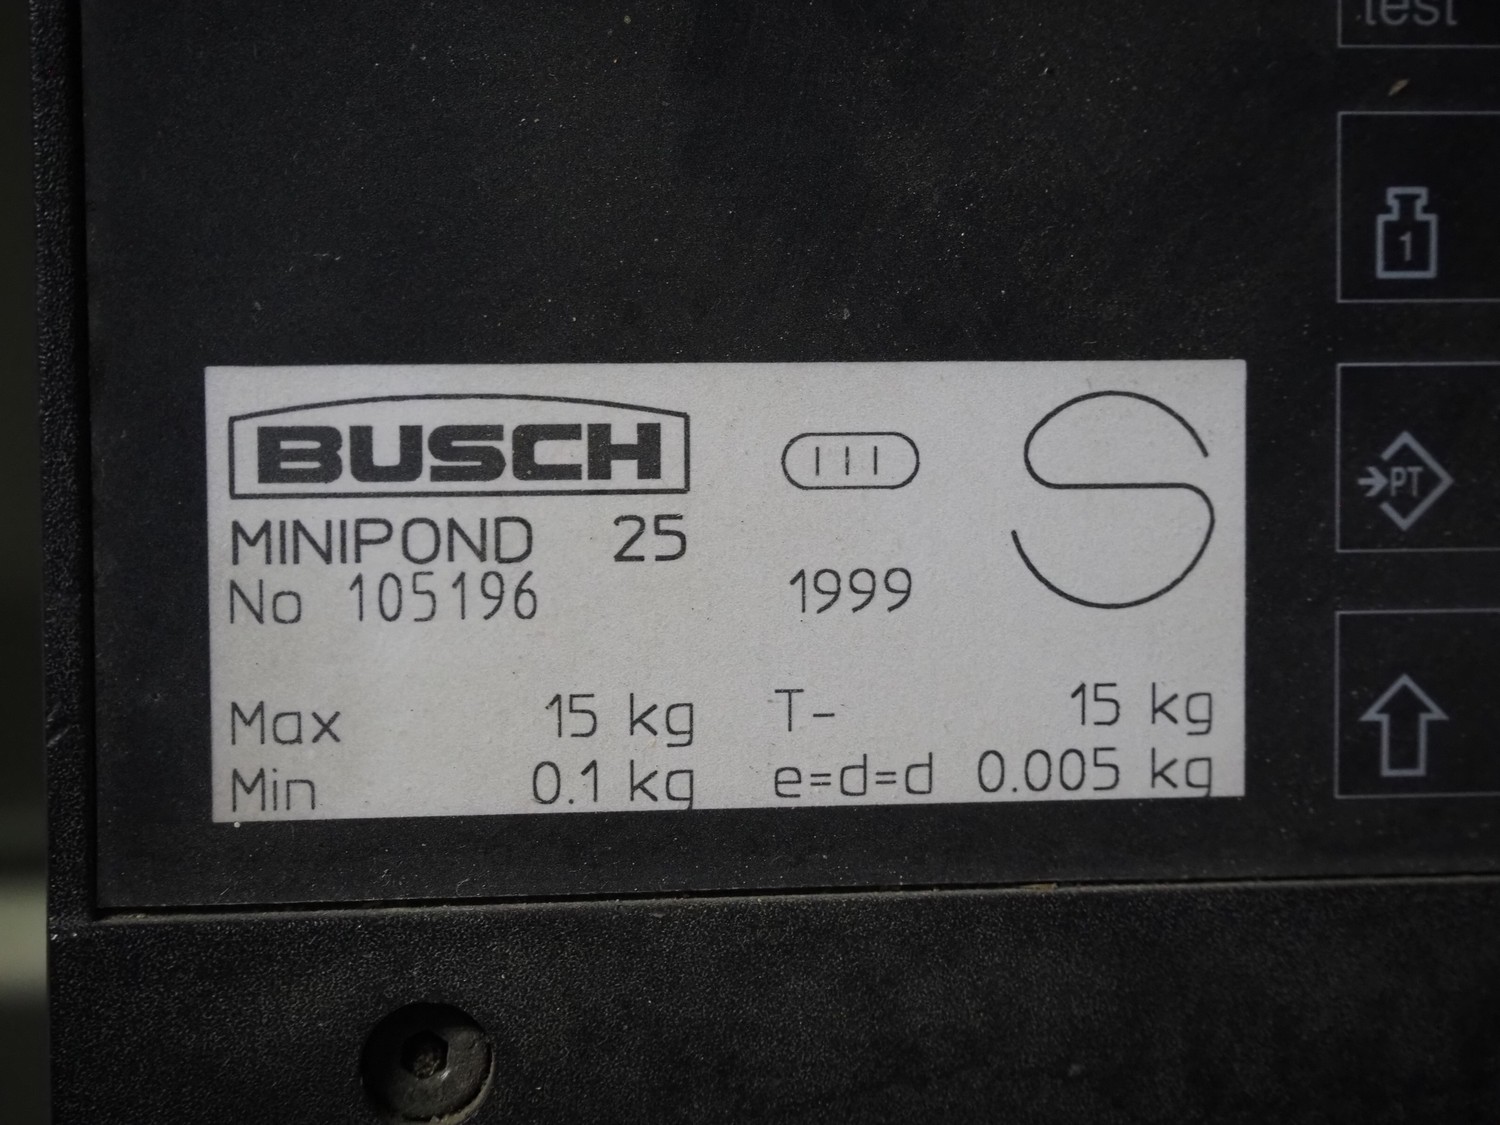 test
1
BUSCH
III
S
MINIPOND 25
No 105196
1999
PT
Max 15 kg T- 15 kg
Min 0.1 kg e=d=d 0.005 kg